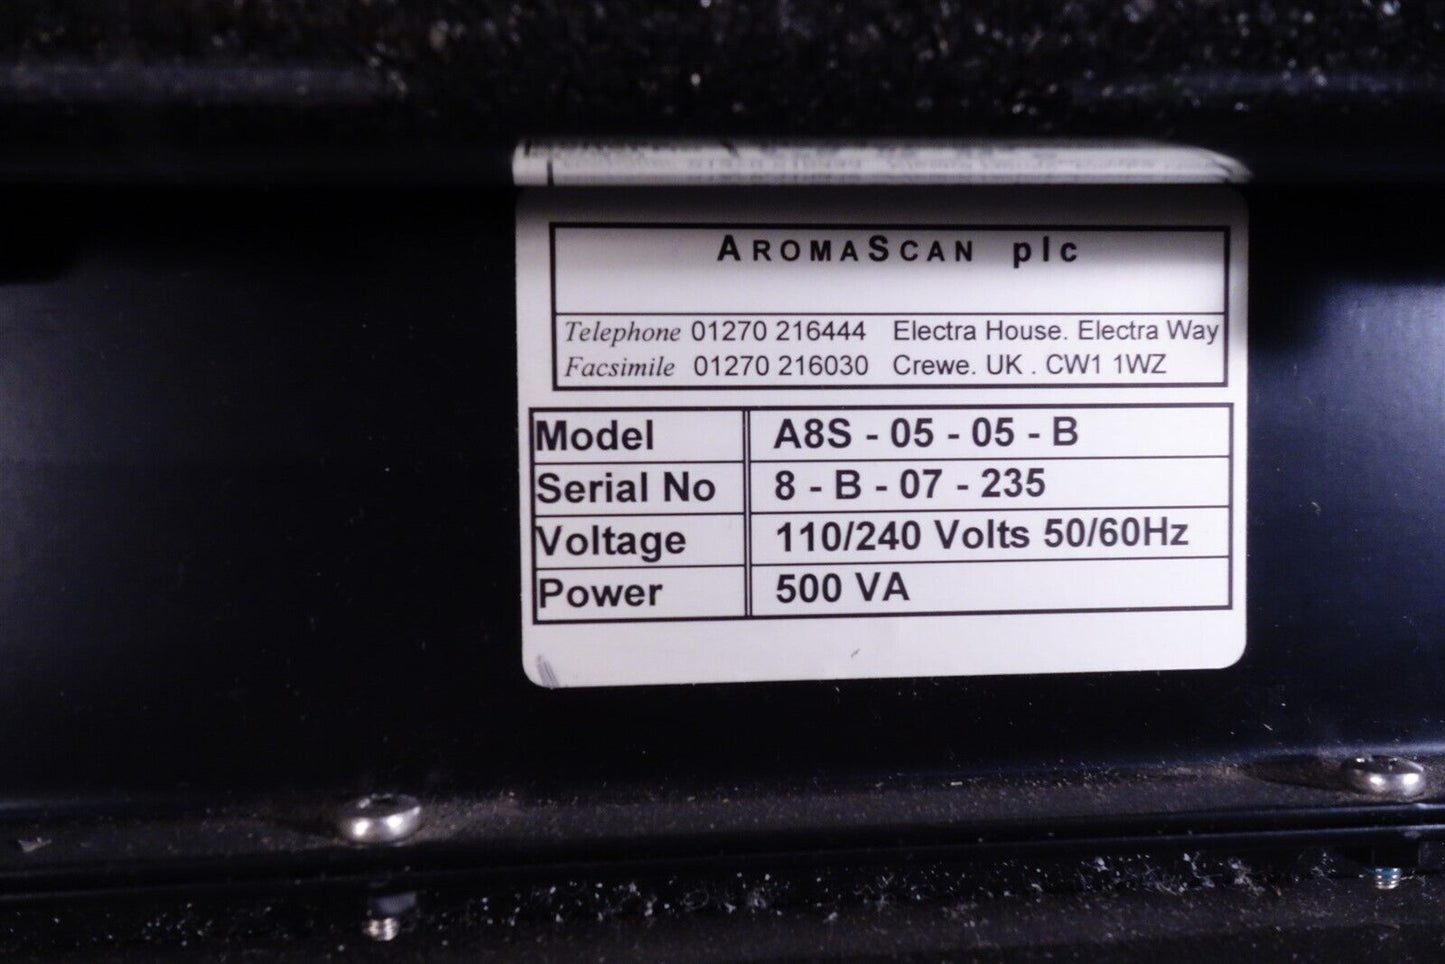 AROMASCAN plc
Telephone 01270 216444 Electra House. Electra Way
Facsimile 01270 216030 Crewe. UK . CW1 1WZ
Model A8S - 05 - 05 - B
Serial No 8 - B - 07 - 235
Voltage 110/240 Volts 50/60Hz
Power 500 VA